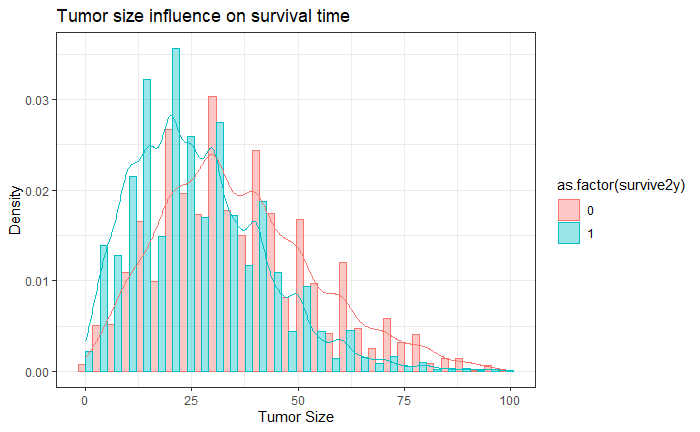 Tumor size influence on survival time
0.03
0.02
0.01
0.00
Density
0
25
50
75
100
Tumor Size
as.factor(survive2y)
0
1